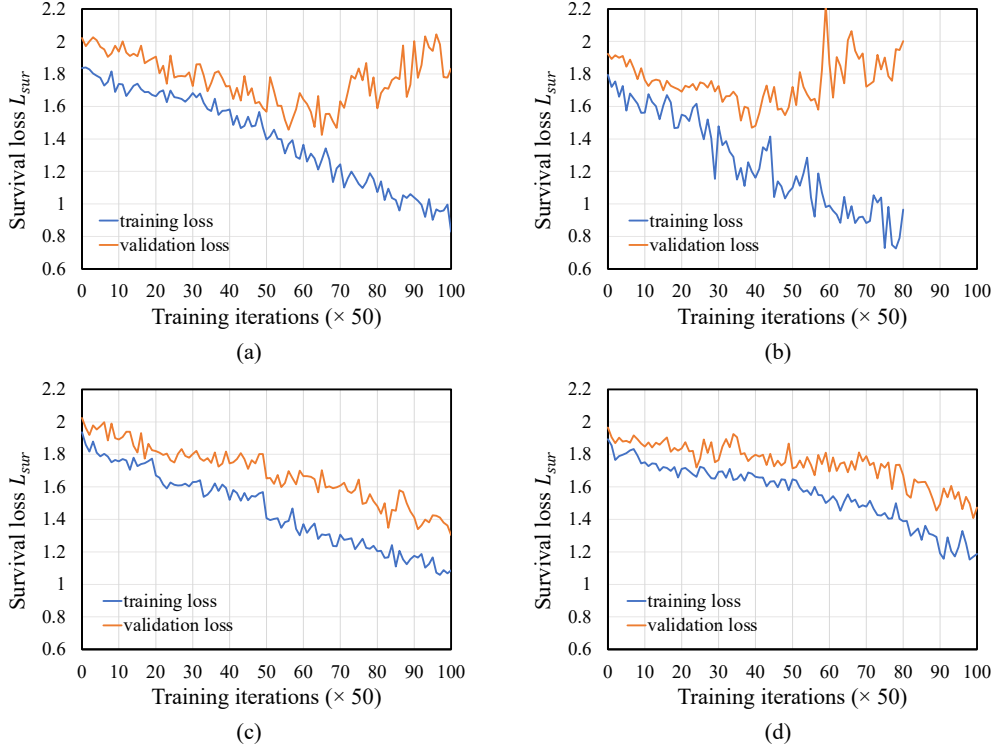 2.2
2
1.8
1.6
1.4
1.2
1
0.8
0.6
Survival loss L_sur
training loss
validation loss
0 10 20 30 40 50 60 70 80 90 100
Training iterations (× 50)
(a)
2.2
2
1.8
1.6
1.4
1.2
1
0.8
0.6
Survival loss L_sur
training loss
validation loss
0 10 20 30 40 50 60 70 80 90 100
Training iterations (× 50)
(b)
2.2
2
1.8
1.6
1.4
1.2
1
0.8
0.6
Survival loss L_sur
training loss
validation loss
0 10 20 30 40 50 60 70 80 90 100
Training iterations (× 50)
(c)
2.2
2
1.8
1.6
1.4
1.2
1
0.8
0.6
Survival loss L_sur
training loss
validation loss
0 10 20 30 40 50 60 70 80 90 100
Training iterations (× 50)
(d)